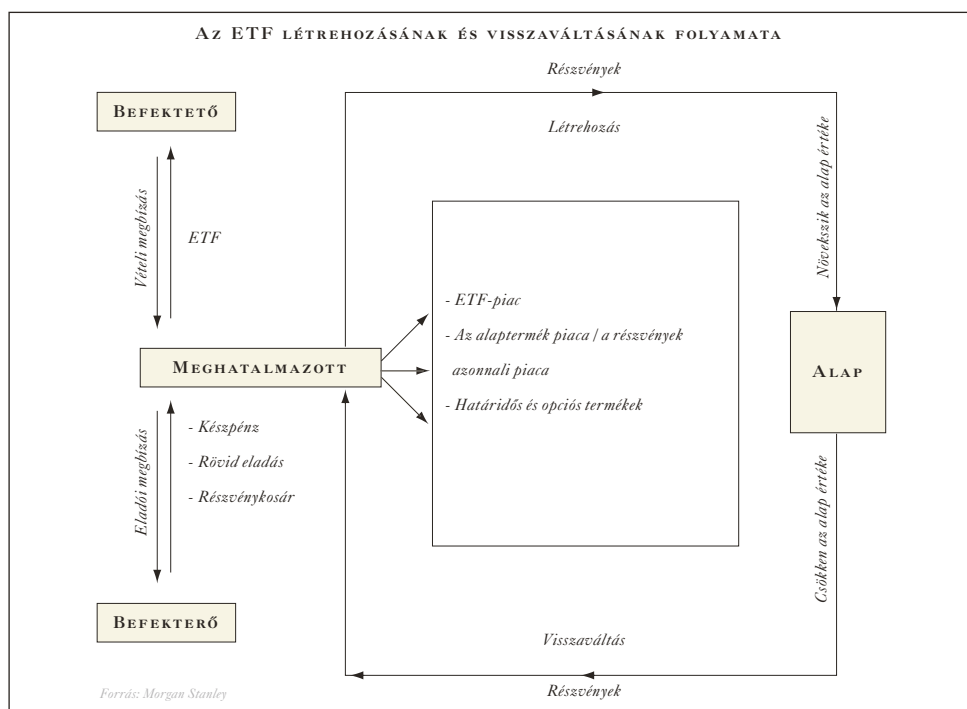 AZ ETF LÉTREHOZÁSÁNAK ÉS VISSZAVÁLTÁSÁNAK FOLYAMATA
Részvények
BEFEKTETŐ
Létrehozás
Vételi megbízás
ETF
Növekszik az alap értéke
- ETF-piac
- Az alaptermék piaca / a részvények
azonnali piaca
- Határidős és opciós termékek
MEGHATALMAZOTT
ALAP
- Készpénz
- Rövid eladás
- Részvénykosár
Eladói megbízás
Csökken az alap értéke
BEFEKTERŐ
Visszaváltás
Részvények
Forrás: Morgan Stanley